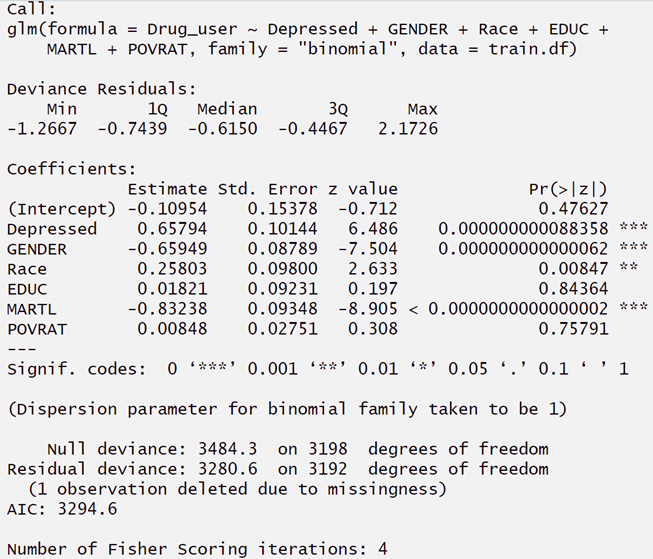 Call:
glm(formula = Drug_user ~ Depressed + GENDER + Race + EDUC +
    MARTL + POVRAT, family = "binomial", data = train.df)
Deviance Residuals:
    Min      1Q  Median      3Q     Max
-1.2667 -0.7439 -0.6150 -0.4467  2.1726
Coefficients:
            Estimate Std. Error z value             Pr(>|z|)
(Intercept) -0.10954    0.15378  -0.712              0.47627
Depressed    0.65794    0.10144   6.486    0.000000000088358 ***
GENDER      -0.65949    0.08789  -7.504    0.000000000000062 ***
Race         0.25803    0.09800   2.633              0.00847 **
EDUC         0.01821    0.09231   0.197              0.84364
MARTL       -0.83238    0.09348  -8.905 < 0.0000000000000002 ***
POVRAT       0.00848    0.02751   0.308              0.75791
---
Signif. codes:  0 ‘***’ 0.001 ‘**’ 0.01 ‘*’ 0.05 ‘.’ 0.1 ‘ ’ 1
(Dispersion parameter for binomial family taken to be 1)
    Null deviance: 3484.3  on 3198  degrees of freedom
Residual deviance: 3280.6  on 3192  degrees of freedom
  (1 observation deleted due to missingness)
AIC: 3294.6
Number of Fisher Scoring iterations: 4